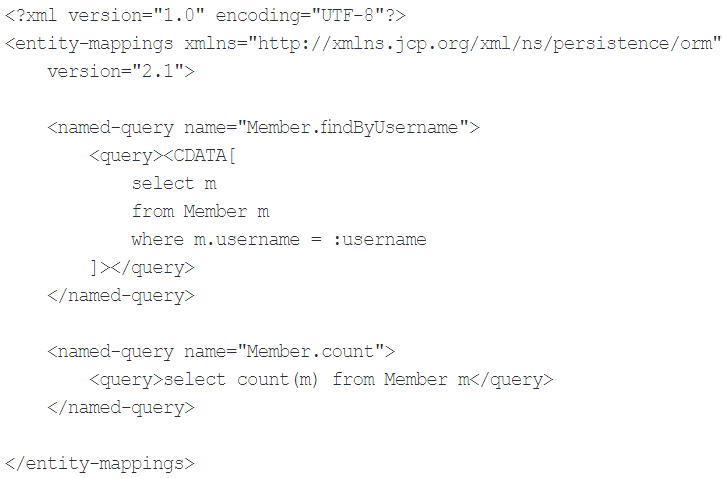 <?xml version="1.0" encoding="UTF-8"?>
<entity-mappings xmlns="http://xmlns.jcp.org/xml/ns/persistence/orm"
    version="2.1">

    <named-query name="Member.findByUsername">
        <query><CDATA[
            select m
            from Member m
            where m.username = :username
        ]></query>
    </named-query>

    <named-query name="Member.count">
        <query>select count(m) from Member m</query>
    </named-query>

</entity-mappings>